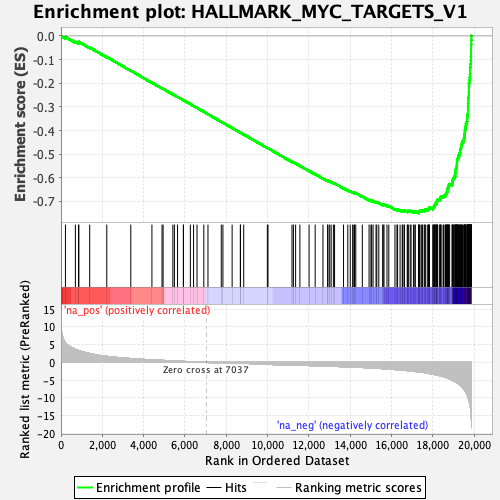 Enrichment plot: HALLMARK_MYC_TARGETS_V1
Enrichment score (ES)
0.0
-0.1
-0.2
-0.3
-0.4
-0.5
-0.6
-0.7
Ranked list metric (PreRanked)
15
10
5
0
-5
-10
-15
-20
'na_pos' (positively correlated)
Zero cross at 7037
'na_neg' (negatively correlated)
0 2,000 4,000 6,000 8,000 10,000 12,000 14,000 16,000 18,000 20,000
Rank in Ordered Dataset
Enrichment profile Hits Ranking metric scores